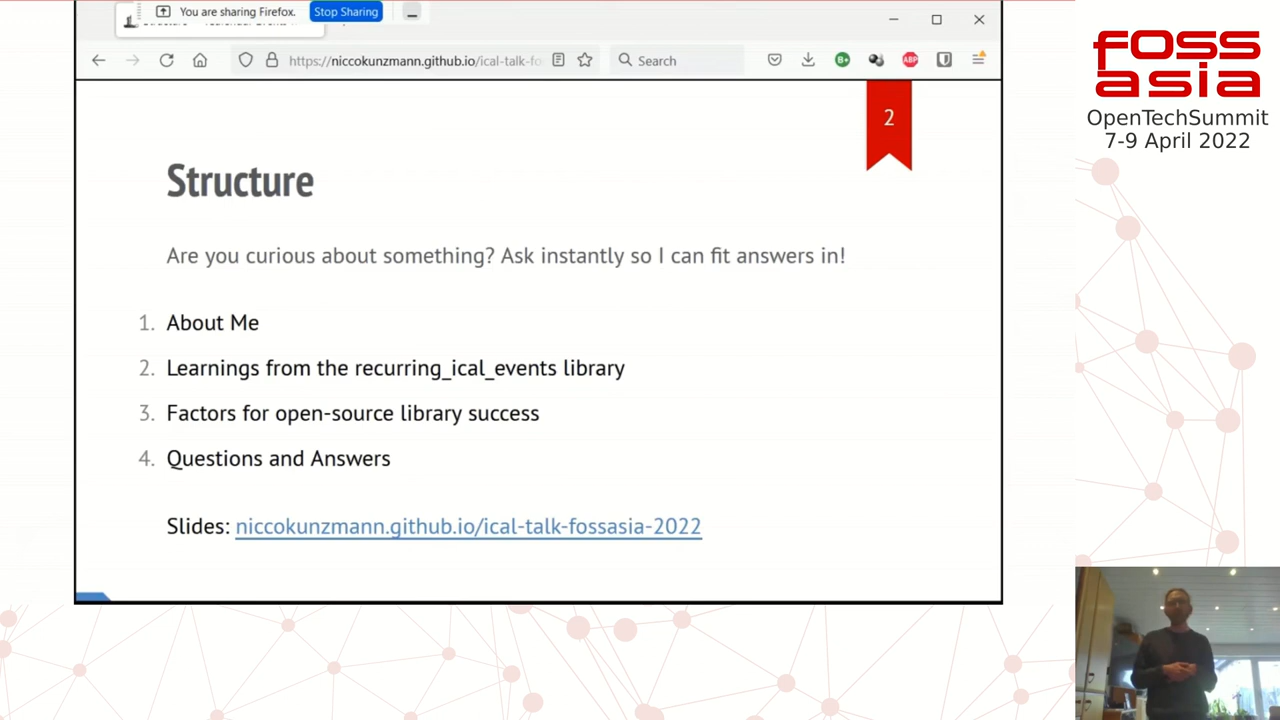 You are sharing Firefox.
Stop Sharing
https://niccokunzmann.github.io/ical-talk-fo
Search
ABP
2
Structure
Are you curious about something? Ask instantly so I can fit answers in!
1. About Me
2. Learnings from the recurring_ical_events library
3. Factors for open-source library success
4. Questions and Answers
Slides: niccokunzmann.github.io/ical-talk-fossasia-2022
foss
asia
OpenTechSummit
7-9 April 2022